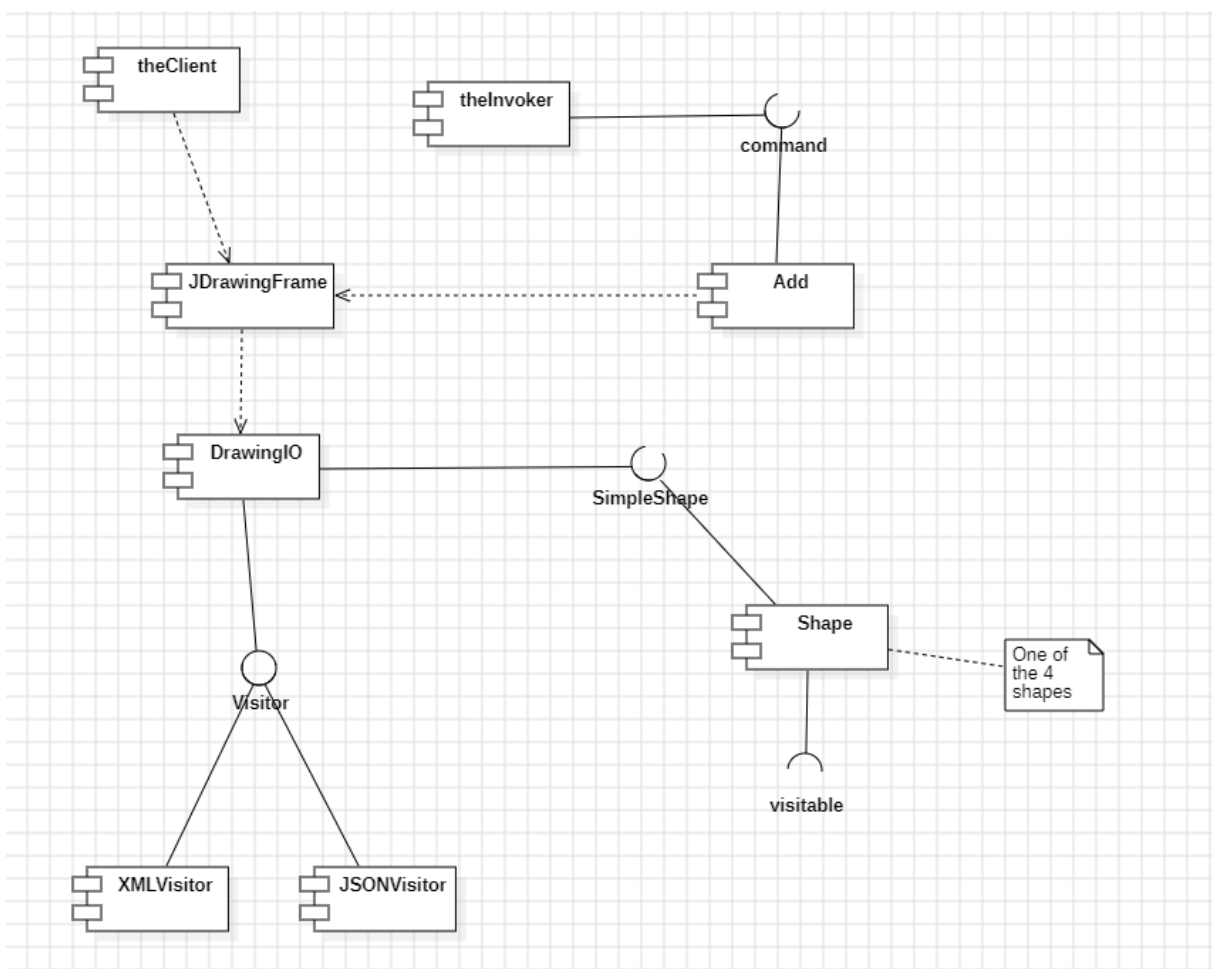 theClient
theInvoker
command
JDrawingFrame
Add
DrawingIO
SimpleShape
Shape
One of
the 4
shapes
Visitor
visitable
XMLVisitor
JSONVisitor